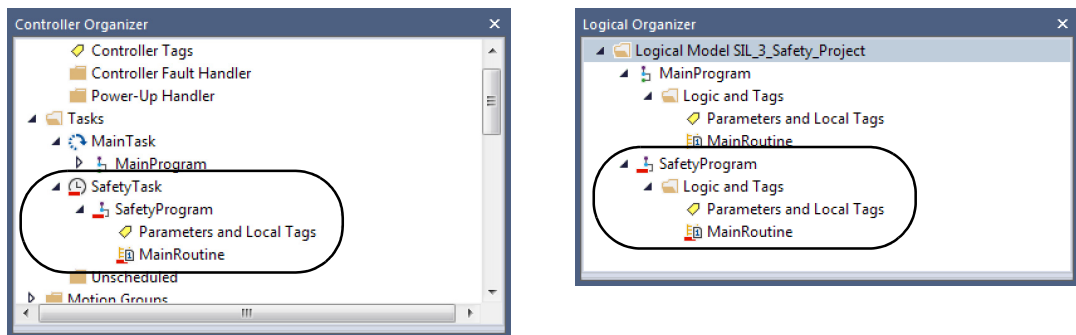 Controller Organizer
Controller Tags
Controller Fault Handler
Power-Up Handler
Tasks
MainTask
MainProgram
SafetyTask
SafetyProgram
Parameters and Local Tags
MainRoutine
Unscheduled
Motion Groups
Logical Organizer
Logical Model SIL_3_Safety_Project
MainProgram
Logic and Tags
Parameters and Local Tags
MainRoutine
SafetyProgram
Logic and Tags
Parameters and Local Tags
MainRoutine